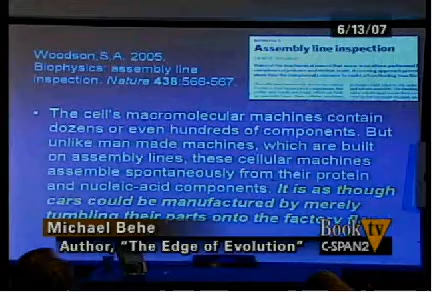 6/13/07
Woodson,S.A. 2005.
Biophysics: assembly line
inspection. Nature 438:566-567.
Assembly line inspection
• The cell's macromolecular machines contain
dozens or even hundreds of components. But
unlike man made machines, which are built
on assembly lines, these cellular machines
assemble spontaneously from their protein
and nucleic-acid components. It is as though
cars could be manufactured by merely
tumbling their parts onto the factory
Michael Behe
Author, "The Edge of Evolution"
Book tv
C-SPAN2